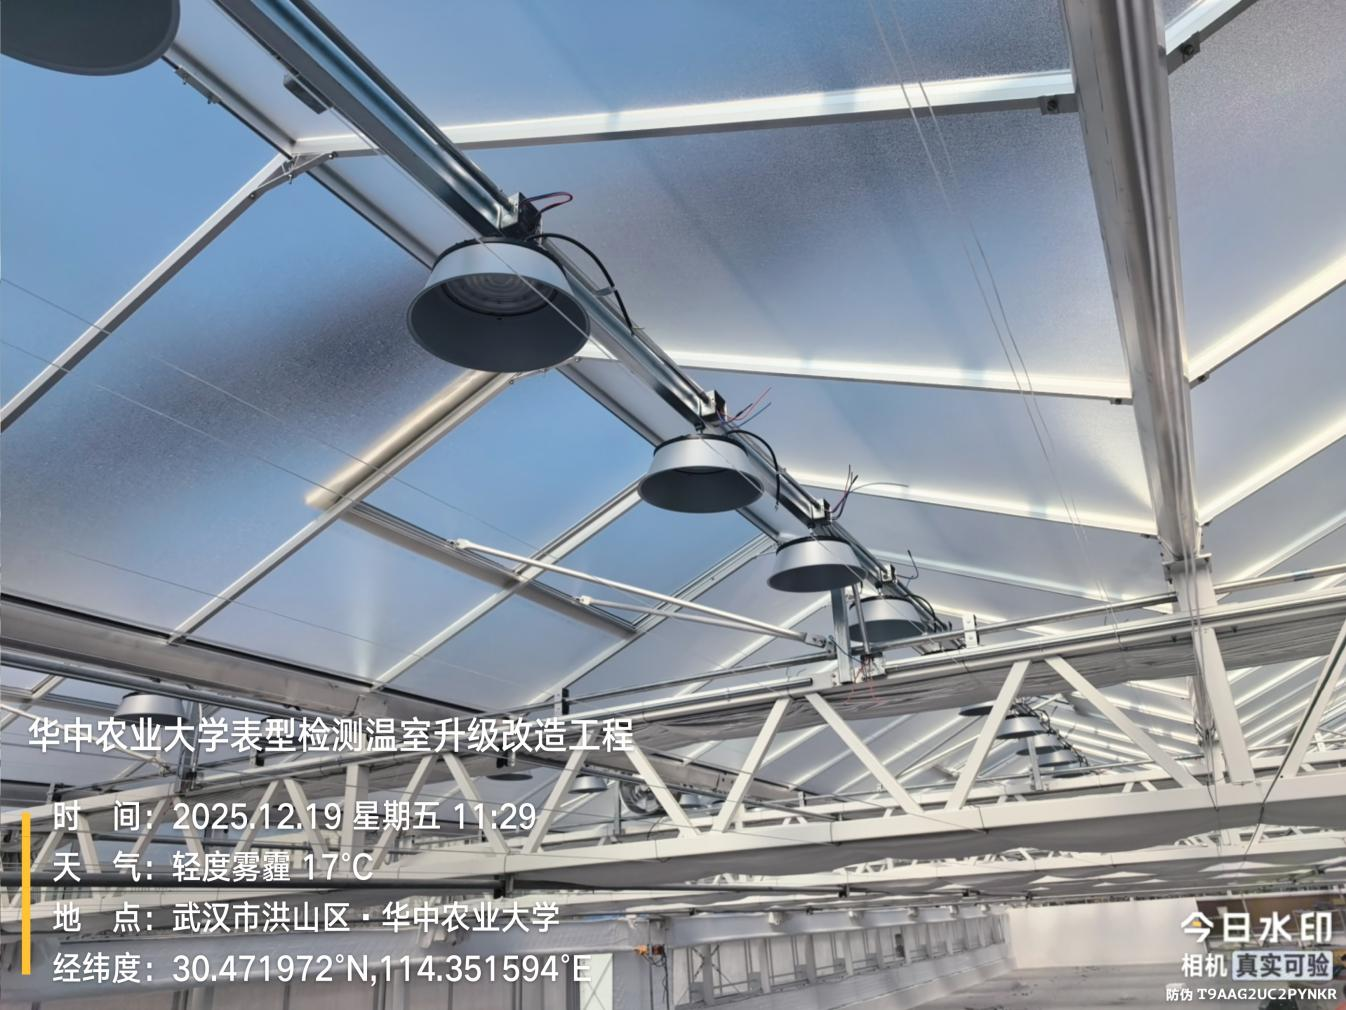 华中农业大学表型检测温室升级改造工程
时 间：2025.12.19 星期五 11:29
天 气：轻度雾霾 17°C
地 点：武汉市洪山区·华中农业大学
经纬度：30.471972°N,114.351594°E
今日水印
相机 真实可验
防伪 T9AAG2UC2PYNKR